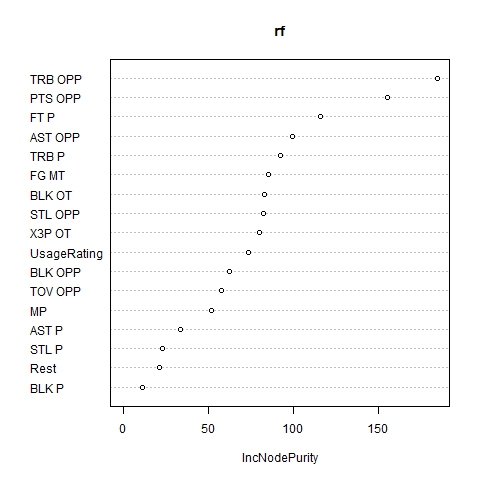 rf
TRB OPP
PTS OPP
FT P
AST OPP
TRB P
FG MT
BLK OT
STL OPP
X3P OT
UsageRating
BLK OPP
TOV OPP
MP
AST P
STL P
Rest
BLK P
0 50 100 150
IncNodePurity